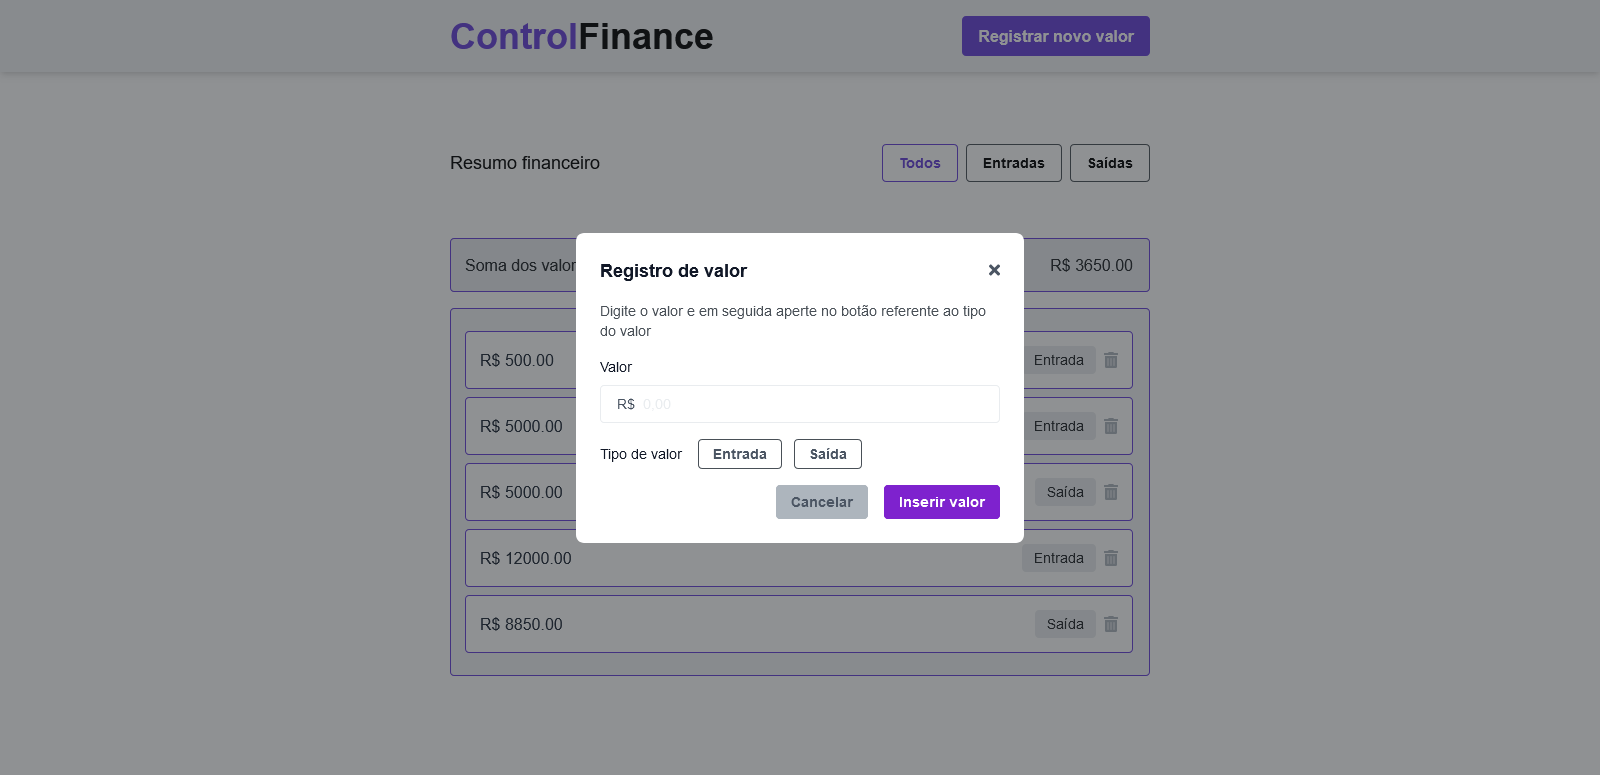 ControlFinance
Registrar novo valor
Resumo financeiro
Todos
Entradas
Saídas
Soma dos valor
R$ 3650.00
Registro de valor
Digite o valor e em seguida aperte no botão referente ao tipo
do valor
Valor
R$ 0,00
Tipo de valor
Entrada
Saída
Cancelar
Inserir valor
R$ 500.00
Entrada
R$ 5000.00
Entrada
R$ 5000.00
Saída
R$ 12000.00
Entrada
R$ 8850.00
Saída